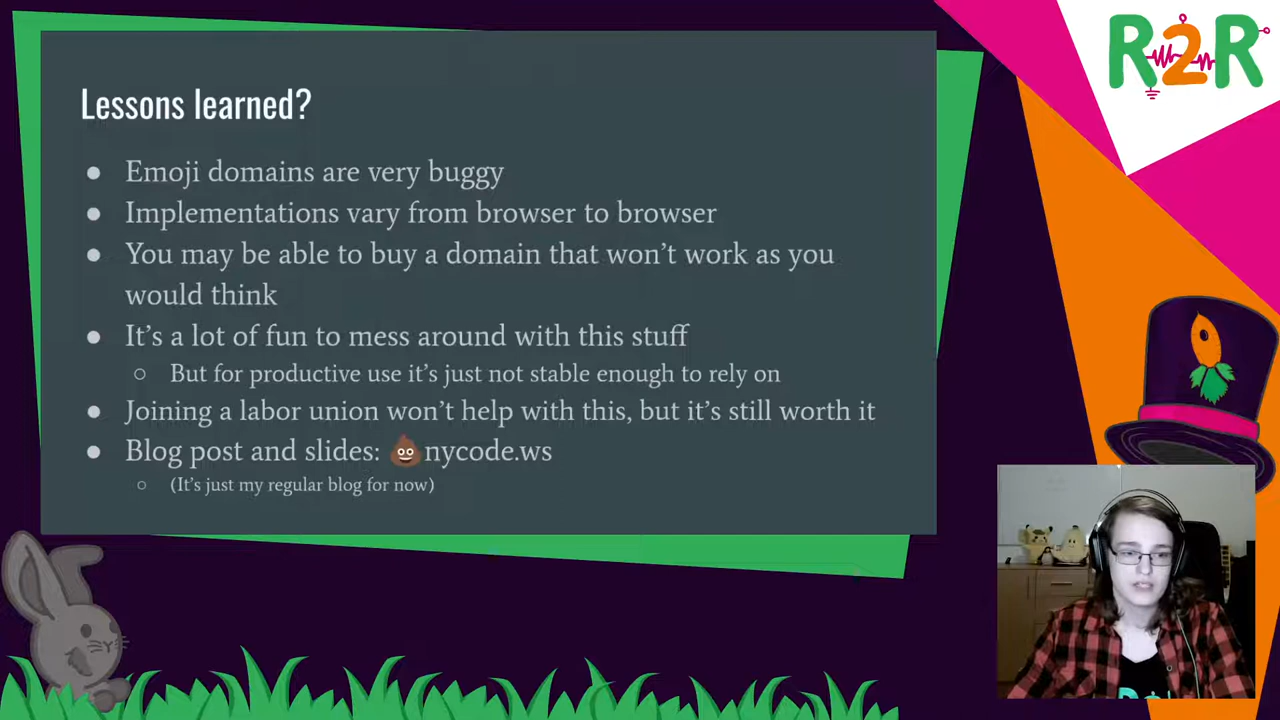 R2R
Lessons learned?
● Emoji domains are very buggy
● Implementations vary from browser to browser
● You may be able to buy a domain that won’t work as you
would think
● It’s a lot of fun to mess around with this stuff
○ But for productive use it’s just not stable enough to rely on
● Joining a labor union won’t help with this, but it’s still worth it
● Blog post and slides: 💩nycode.ws
○ (It’s just my regular blog for now)